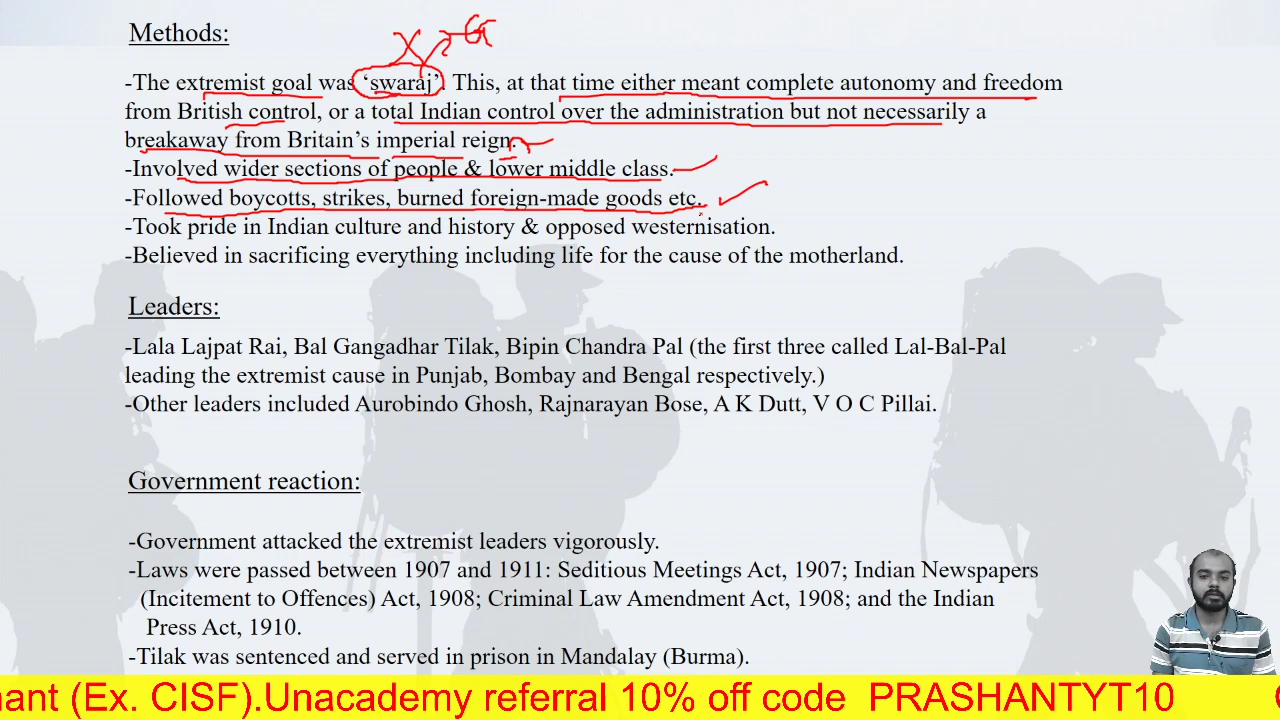 Methods:
-The extremist goal was ‘swaraj’. This, at that time either meant complete autonomy and freedom
from British control, or a total Indian control over the administration but not necessarily a
breakaway from Britain’s imperial reign.
-Involved wider sections of people & lower middle class.
-Followed boycotts, strikes, burned foreign-made goods etc.
-Took pride in Indian culture and history & opposed westernisation.
-Believed in sacrificing everything including life for the cause of the motherland.
Leaders:
-Lala Lajpat Rai, Bal Gangadhar Tilak, Bipin Chandra Pal (the first three called Lal-Bal-Pal
leading the extremist cause in Punjab, Bombay and Bengal respectively.)
-Other leaders included Aurobindo Ghosh, Rajnarayan Bose, A K Dutt, V O C Pillai.
Government reaction:
-Government attacked the extremist leaders vigorously.
-Laws were passed between 1907 and 1911: Seditious Meetings Act, 1907; Indian Newspapers
(Incitement to Offences) Act, 1908; Criminal Law Amendment Act, 1908; and the Indian
Press Act, 1910.
-Tilak was sentenced and served in prison in Mandalay (Burma).
(Ex. CISF).Unacademy referral 10% off code PRASHANTYT10